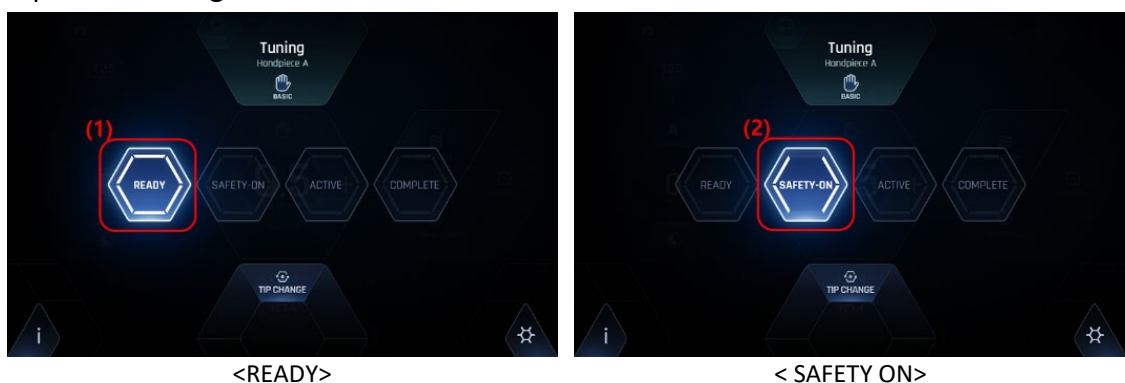 Tuning
Handpiece A
BASIC
(1)
READY
SAFETY-ON
ACTIVE
COMPLETE
TIP CHANGE
i
<READY>
Tuning
Handpiece A
BASIC
(2)
READY
SAFETY-ON
ACTIVE
COMPLETE
TIP CHANGE
i
< SAFETY ON>